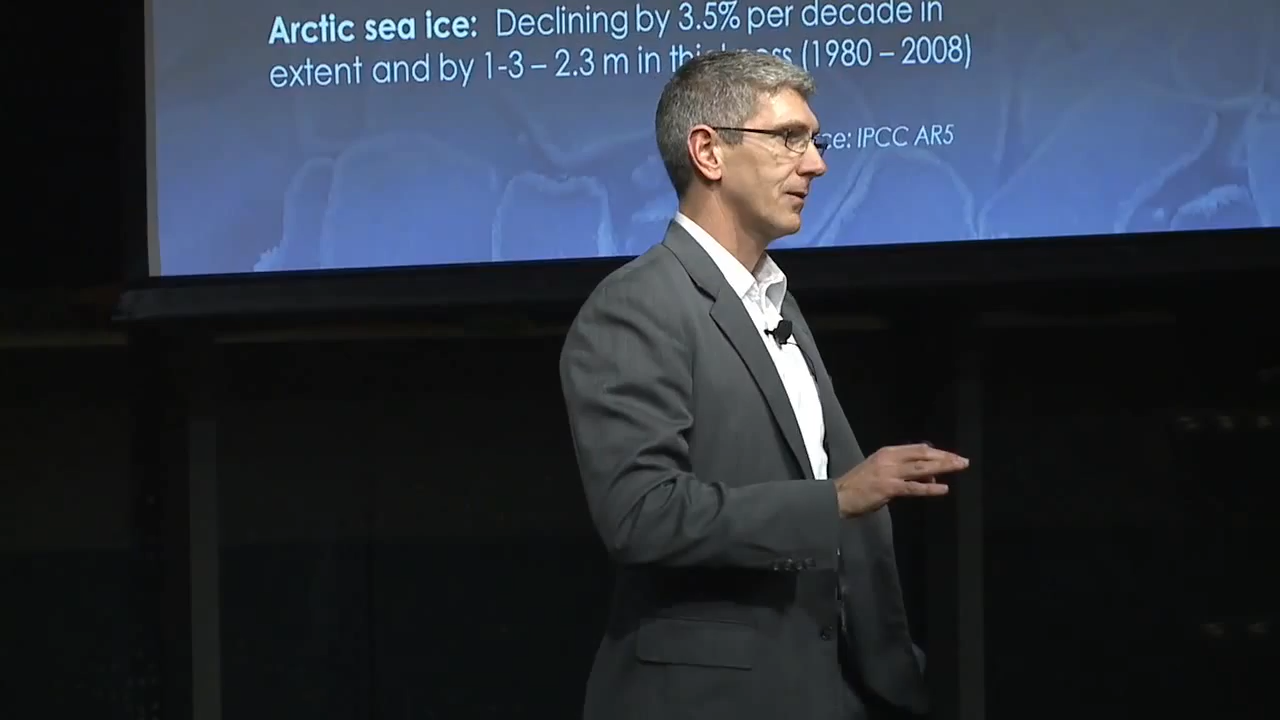 Arctic sea ice: Declining by 3.5% per decade in
extent and by 1-3 – 2.3 m in (1980 – 2008)
IPCC AR5